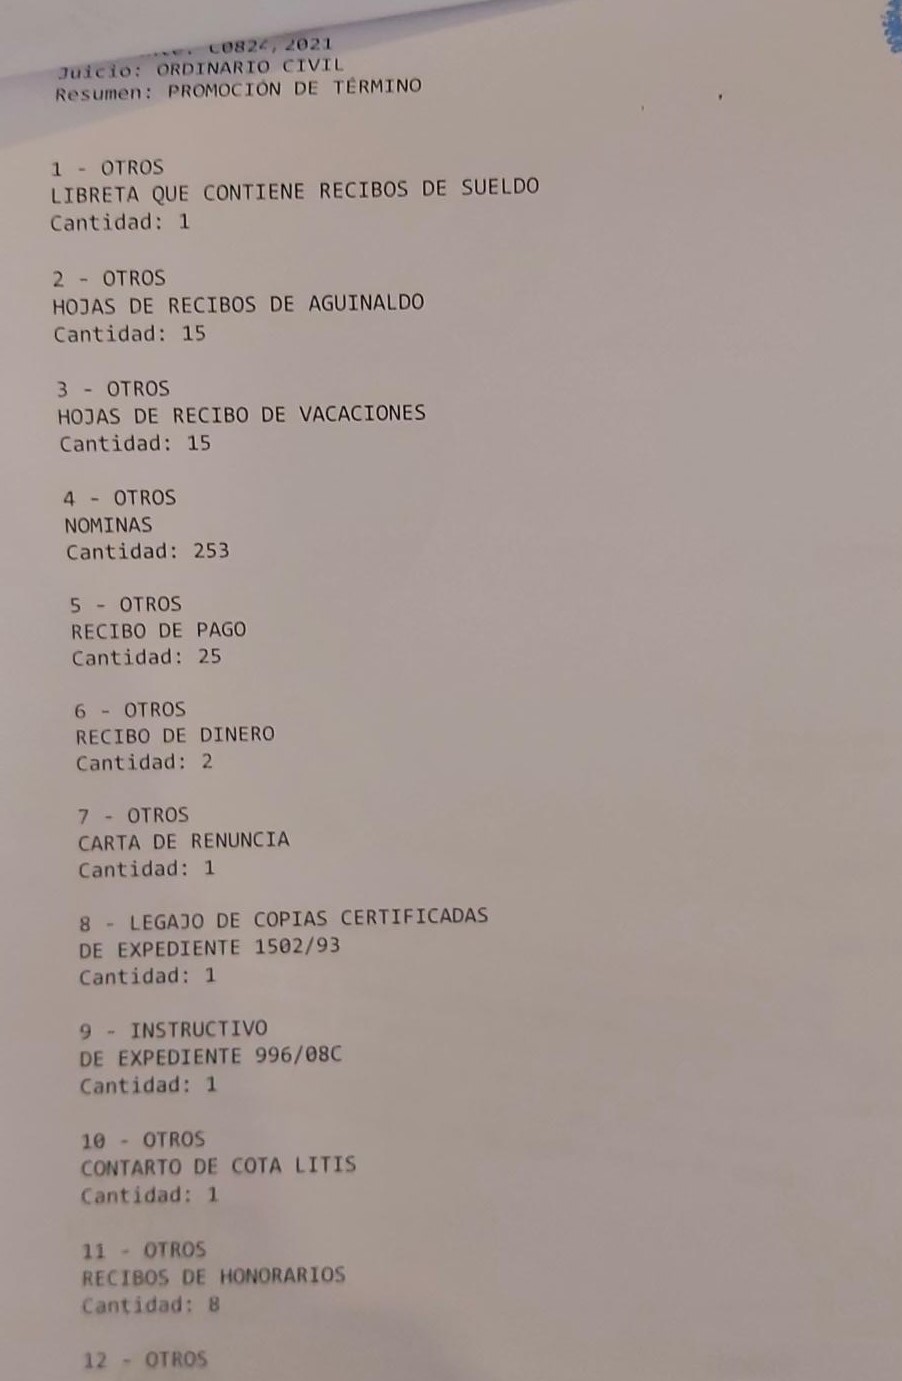 C0824/2021
Juicio: ORDINARIO CIVIL
Resumen: PROMOCIÓN DE TÉRMINO
1 - OTROS
LIBRETA QUE CONTIENE RECIBOS DE SUELDO
Cantidad: 1
2 - OTROS
HOJAS DE RECIBOS DE AGUINALDO
Cantidad: 15
3 - OTROS
HOJAS DE RECIBO DE VACACIONES
Cantidad: 15
4 - OTROS
NOMINAS
Cantidad: 253
5 - OTROS
RECIBO DE PAGO
Cantidad: 25
6 - OTROS
RECIBO DE DINERO
Cantidad: 2
7 - OTROS
CARTA DE RENUNCIA
Cantidad: 1
8 - LEGAJO DE COPIAS CERTIFICADAS
DE EXPEDIENTE 1502/93
Cantidad: 1
9 - INSTRUCTIVO
DE EXPEDIENTE 996/08C
Cantidad: 1
10 - OTROS
CONTARTO DE COTA LITIS
Cantidad: 1
11 - OTROS
RECIBOS DE HONORARIOS
Cantidad: 8
12 - OTROS